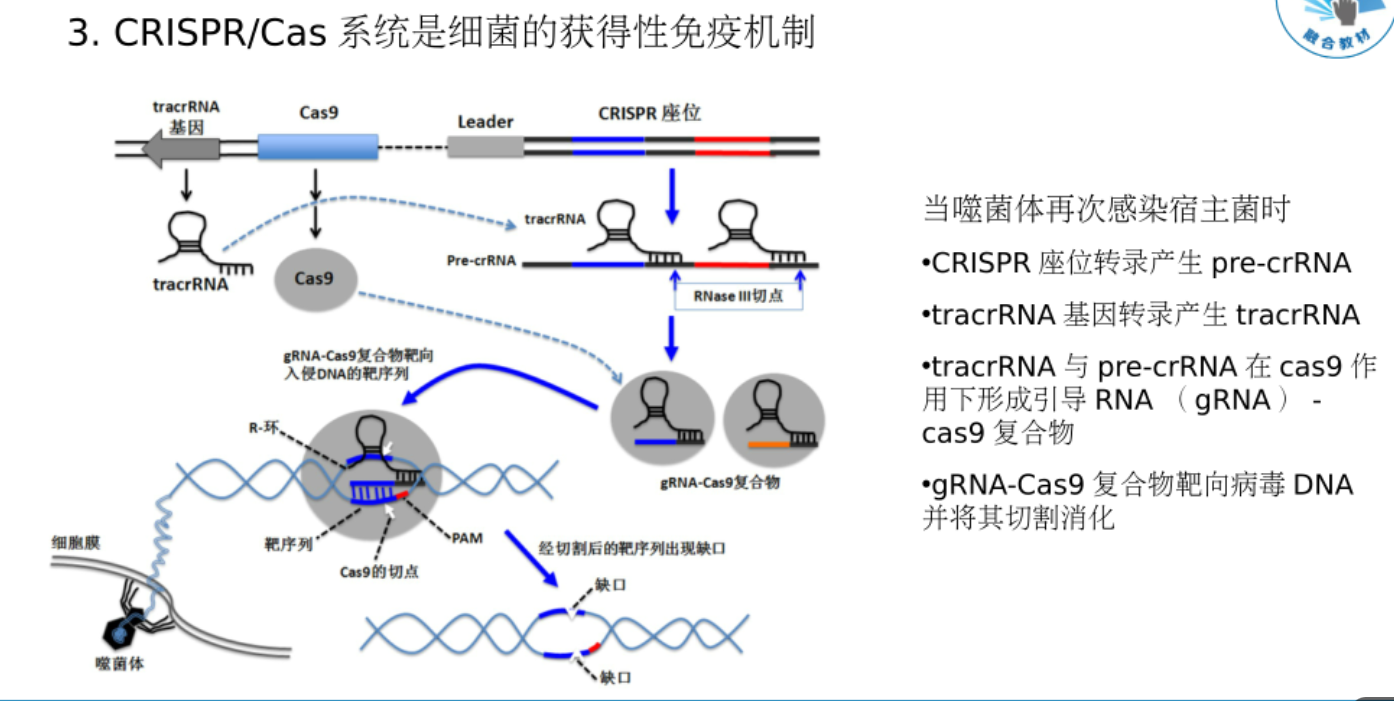 3. CRISPR/Cas 系统是细菌的获得性免疫机制
融合教材
tracrRNA
基因
Cas9
Leader
CRISPR 座位
tracrRNA
Cas9
tracrRNA
Pre-crRNA
RNase III切点
gRNA-Cas9复合物靶向
入侵DNA的靶序列
R-环
gRNA-Cas9复合物
靶序列
PAM
Cas9的切点
细胞膜
噬菌体
经切割后的靶序列出现缺口
缺口
缺口
当噬菌体再次感染宿主菌时
•CRISPR 座位转录产生 pre-crRNA
•tracrRNA 基因转录产生 tracrRNA
•tracrRNA 与 pre-crRNA 在 cas9 作
用下形成引导 RNA （ gRNA ） -
cas9 复合物
•gRNA-Cas9 复合物靶向病毒 DNA
并将其切割消化